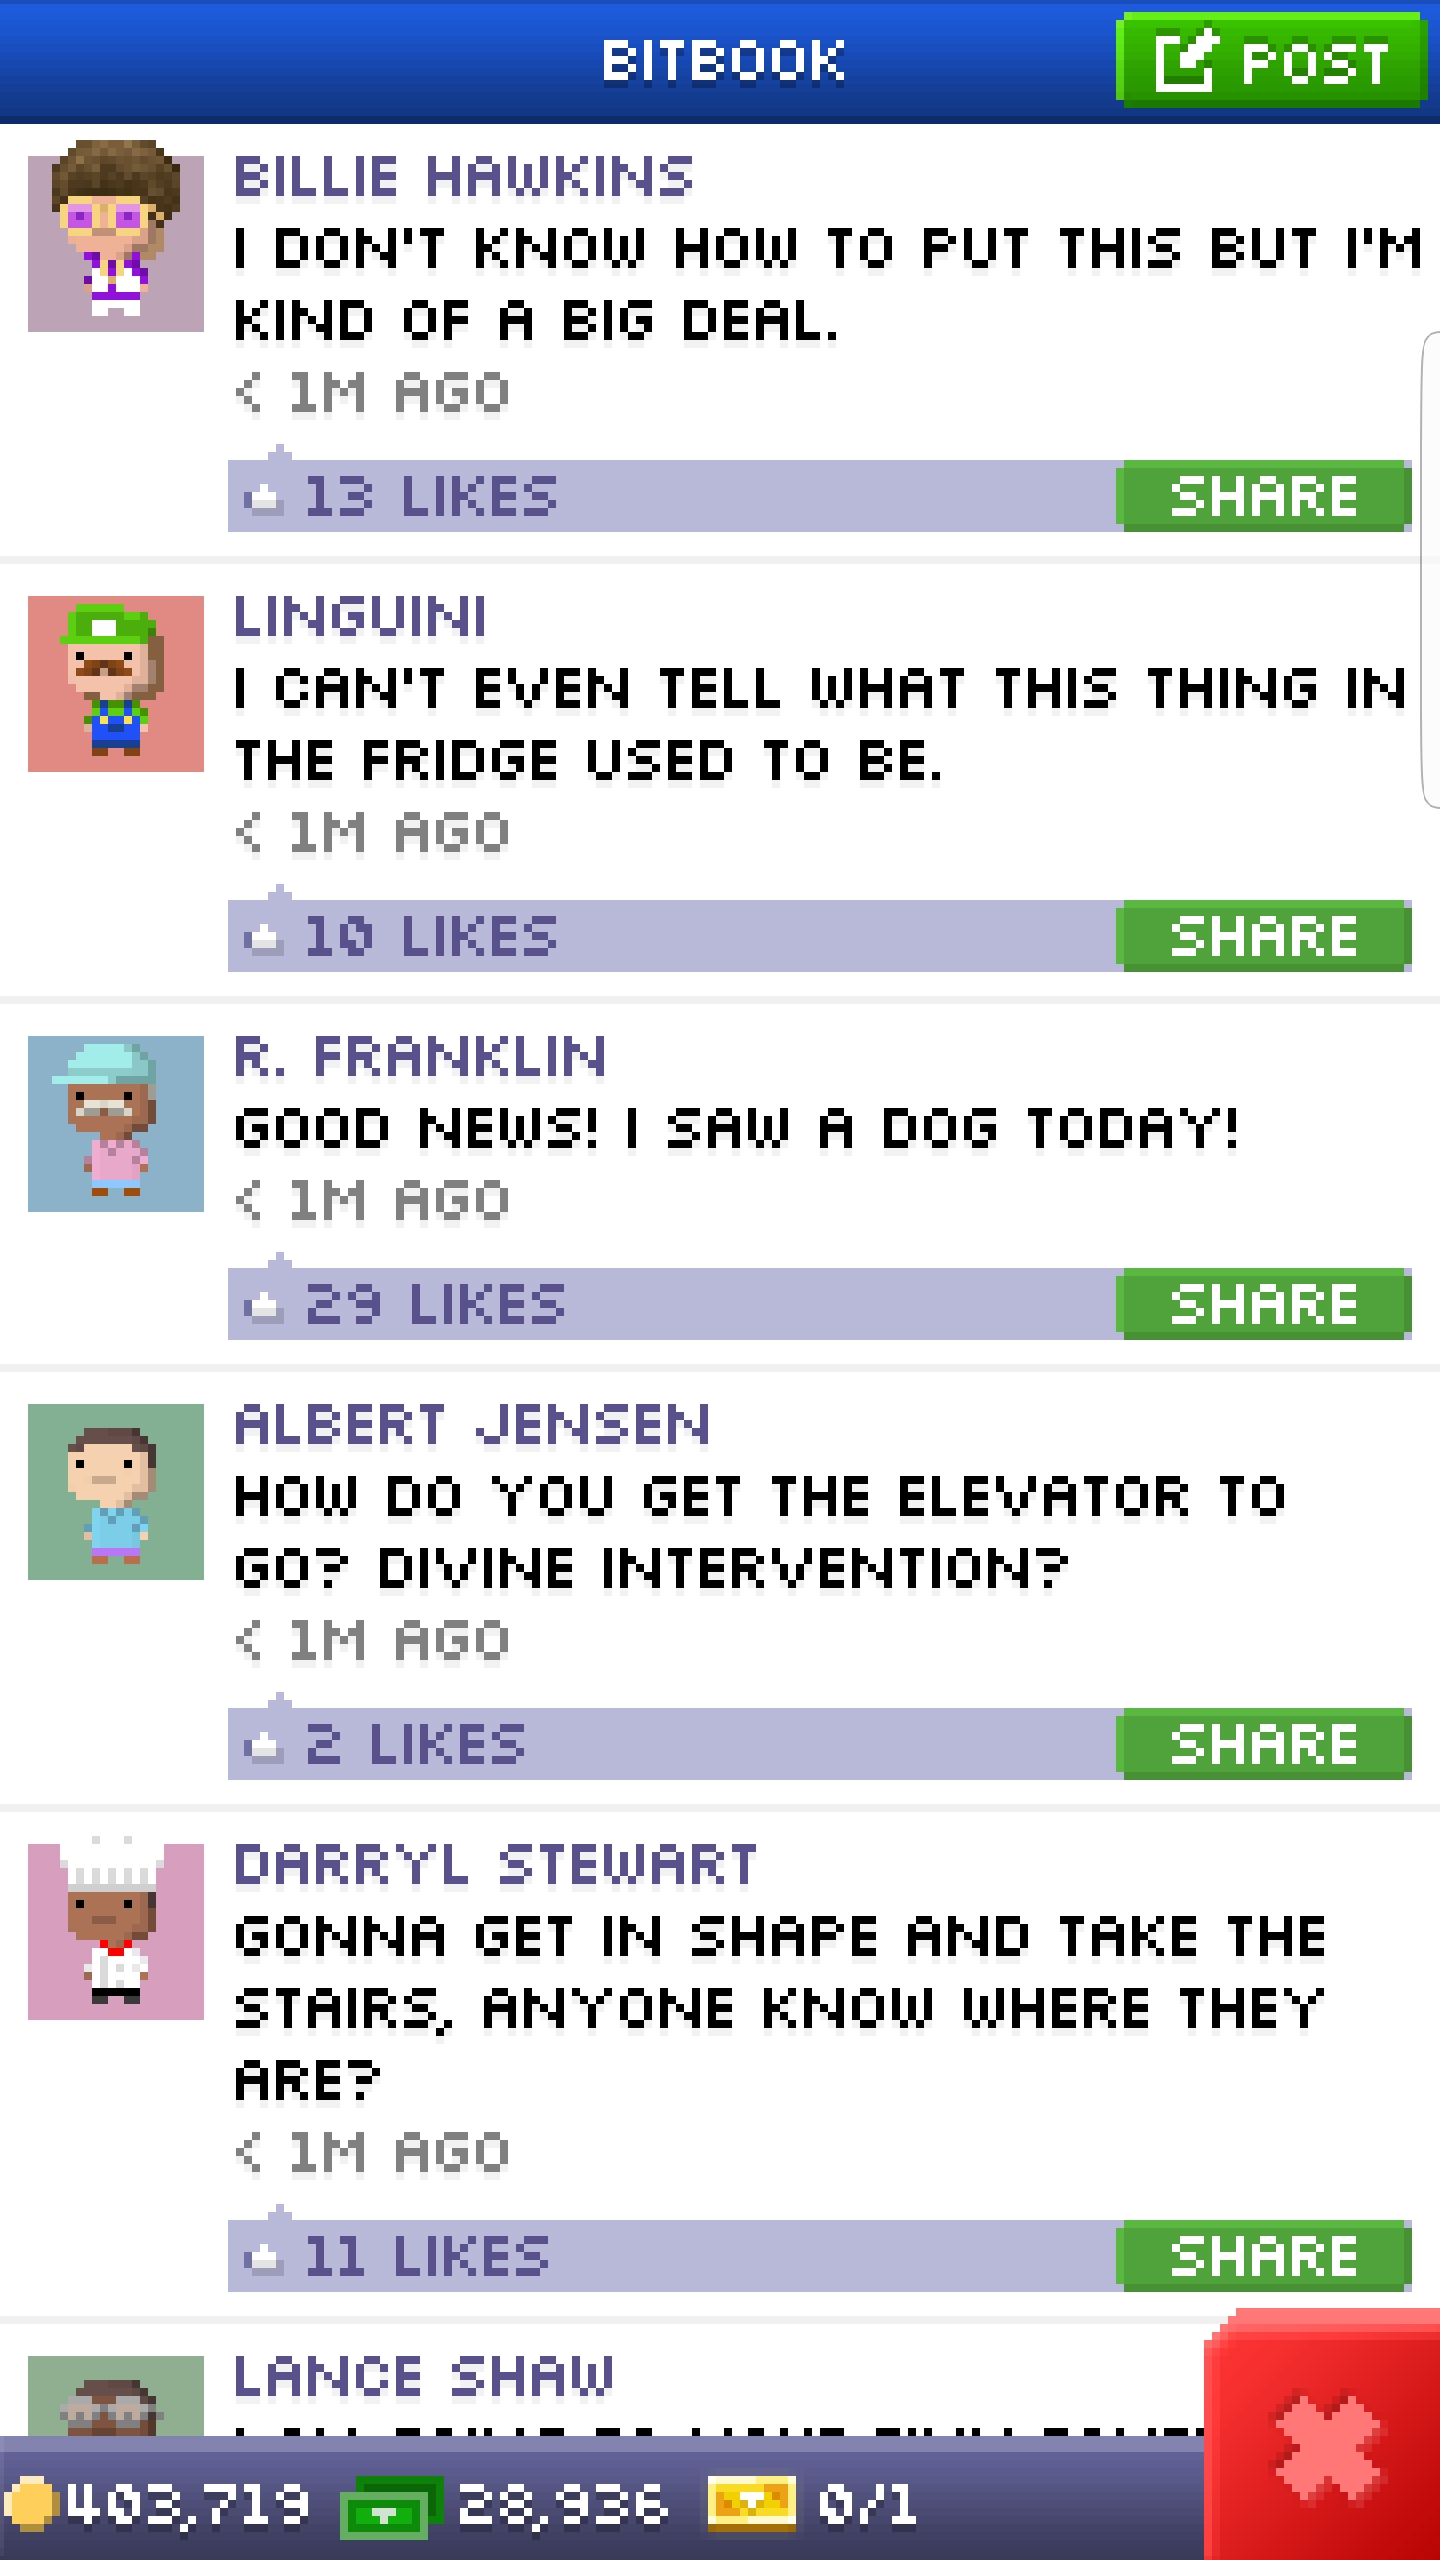 BITBOOK
POST
BILLIE HAWKINS
I DON'T KNOW HOW TO PUT THIS BUT I'M
KIND OF A BIG DEAL.
< 1M AGO
13 LIKES
SHARE
LINGUINI
I CAN'T EVEN TELL WHAT THIS THING IN
THE FRIDGE USED TO BE.
< 1M AGO
10 LIKES
SHARE
R. FRANKLIN
GOOD NEWS! I SAW A DOG TODAY!
< 1M AGO
29 LIKES
SHARE
ALBERT JENSEN
HOW DO YOU GET THE ELEVATOR TO
GO? DIVINE INTERVENTION?
< 1M AGO
2 LIKES
SHARE
DARRYL STEWART
GONNA GET IN SHAPE AND TAKE THE
STAIRS, ANYONE KNOW WHERE THEY
ARE?
< 1M AGO
11 LIKES
SHARE
LANCE SHAW
403,719 28,936 0/1